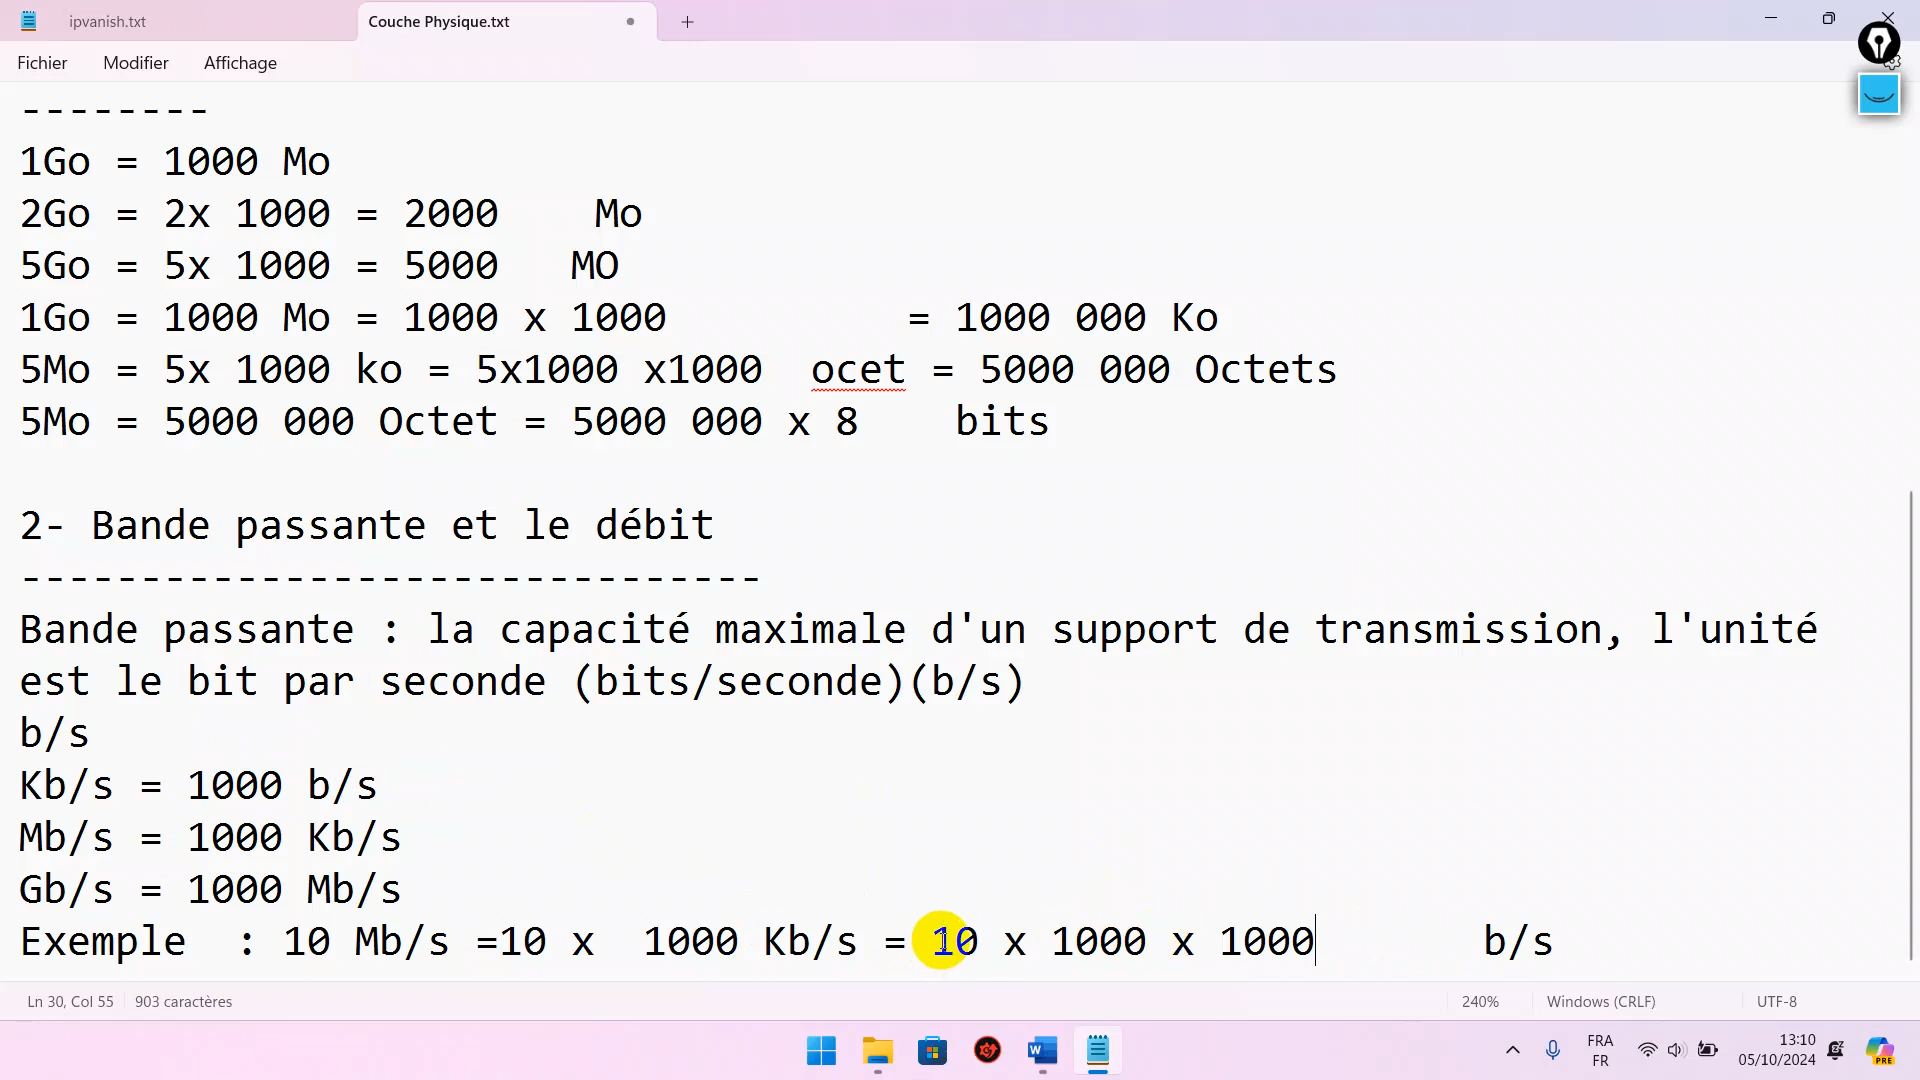 ipvanish.txt
Couche Physique.txt
Fichier Modifier Affichage
--------
1Go = 1000 Mo
2Go = 2x 1000 = 2000    Mo
5Go = 5x 1000 = 5000   MO
1Go = 1000 Mo = 1000 x 1000          = 1000 000 Ko
5Mo = 5x 1000 ko = 5x1000 x1000  ocet = 5000 000 Octets
5Mo = 5000 000 Octet = 5000 000 x 8    bits
2- Bande passante et le débit
-------------------------------
Bande passante : la capacité maximale d'un support de transmission, l'unité
est le bit par seconde (bits/seconde)(b/s)
b/s
Kb/s = 1000 b/s
Mb/s = 1000 Kb/s
Gb/s = 1000 Mb/s
Exemple  : 10 Mb/s =10 x  1000 Kb/s = 10 x 1000 x 1000       b/s
Ln 30, Col 55 903 caractères 240% Windows (CRLF) UTF-8
FRA
FR
13:10
05/10/2024
PRE